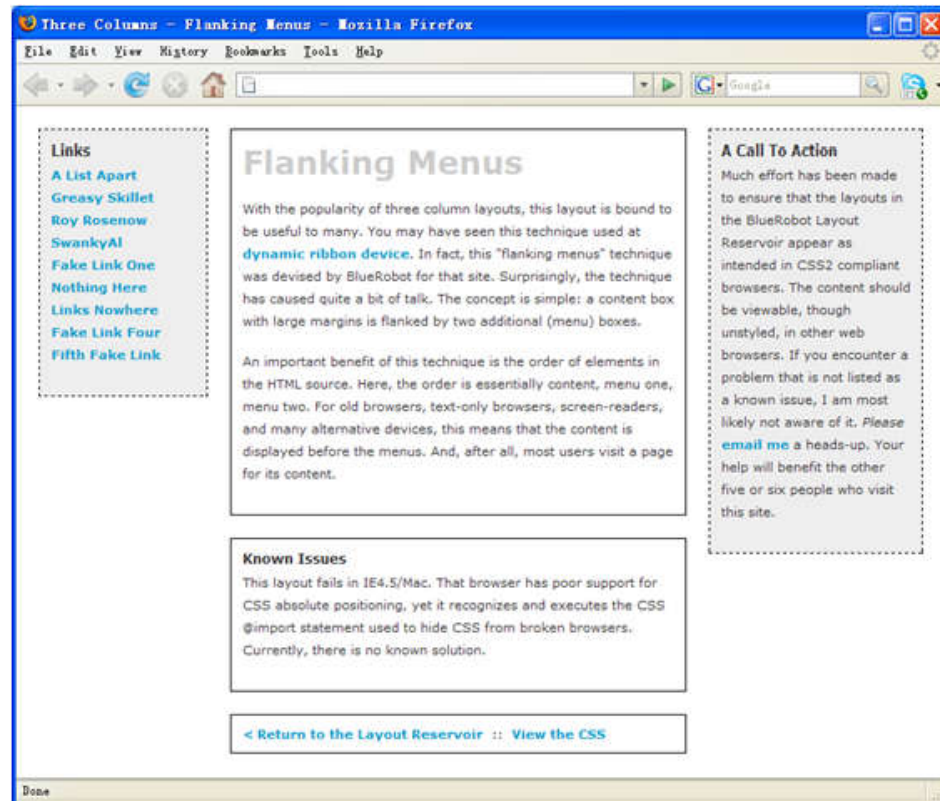 Three Columns - Flanking Menus - Mozilla Firefox
File Edit View History Bookmarks Tools Help
G Google
Links
A List Apart
Greasy Skillet
Roy Rosenow
SwankyAl
Fake Link One
Nothing Here
Links Nowhere
Fake Link Four
Fifth Fake Link
Flanking Menus
With the popularity of three column layouts, this layout is bound to
be useful to many. You may have seen this technique used at
dynamic ribbon device. In fact, this "flanking menus" technique
was devised by BlueRobot for that site. Surprisingly, the technique
has caused quite a bit of talk. The concept is simple: a content box
with large margins is flanked by two additional (menu) boxes.
An important benefit of this technique is the order of elements in
the HTML source. Here, the order is essentially content, menu one,
menu two. For old browsers, text-only browsers, screen-readers,
and many alternative devices, this means that the content is
displayed before the menus. And, after all, most users visit a page
for its content.
Known Issues
This layout fails in IE4.5/Mac. That browser has poor support for
CSS absolute positioning, yet it recognizes and executes the CSS
@import statement used to hide CSS from broken browsers.
Currently, there is no known solution.
< Return to the Layout Reservoir :: View the CSS
A Call To Action
Much effort has been made
to ensure that the layouts in
the BlueRobot Layout
Reservoir appear as
intended in CSS2 compliant
browsers. The content should
be viewable, though
unstyled, in other web
browsers. If you encounter a
problem that is not listed as
a known issue, I am most
likely not aware of it. Please
email me a heads-up. Your
help will benefit the other
five or six people who visit
this site.
Done